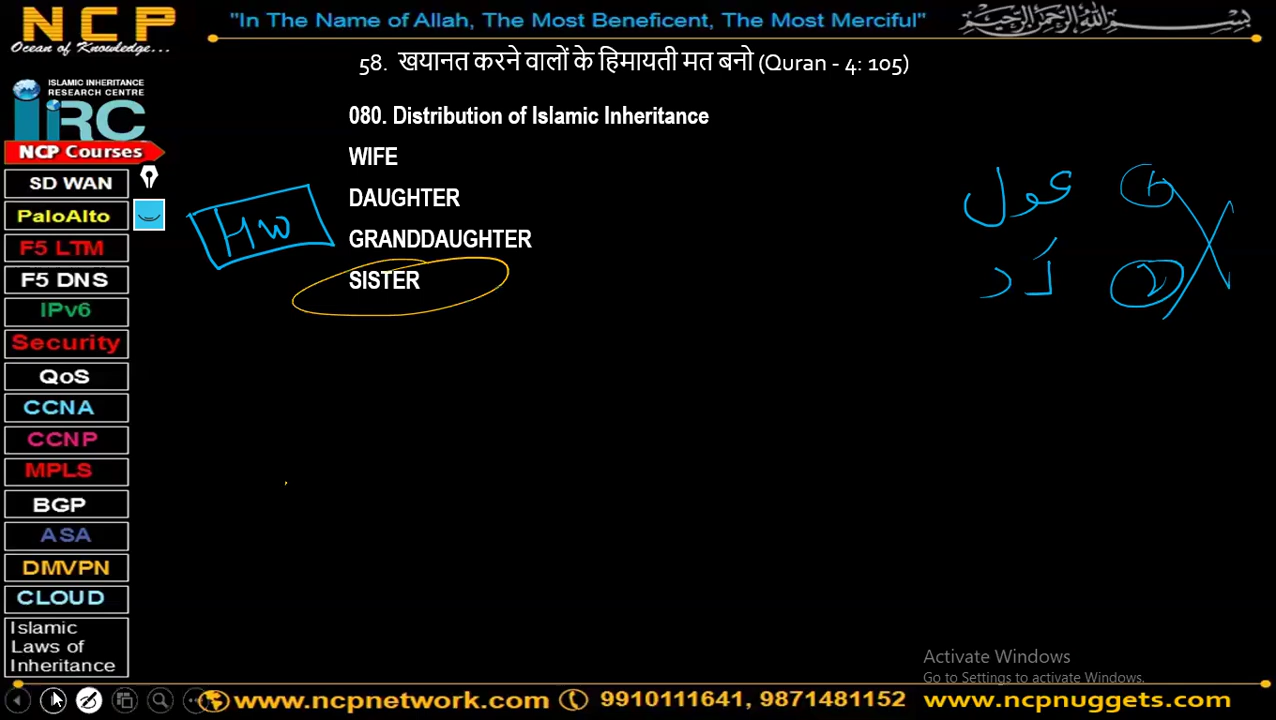 NCP
Ocean of Knowledge...
"In The Name of Allah, The Most Beneficent, The Most Merciful"
58. खयानत करने वालों के हिमायती मत बनो (Quran - 4: 105)
ISLAMIC INHERITANCE
RESEARCH CENTRE
iRC
NCP Courses
080. Distribution of Islamic Inheritance
WIFE
DAUGHTER
GRANDDAUGHTER
SISTER
HW
عول
رد
SD WAN
PaloAlto
F5 LTM
F5 DNS
IPv6
Security
QoS
CCNA
CCNP
MPLS
BGP
ASA
DMVPN
CLOUD
Islamic
Laws of
Inheritance
Activate Windows
Go to Settings to activate Windows.
www.ncpnetwork.com 9910111641, 9871481152 www.ncpnuggets.com